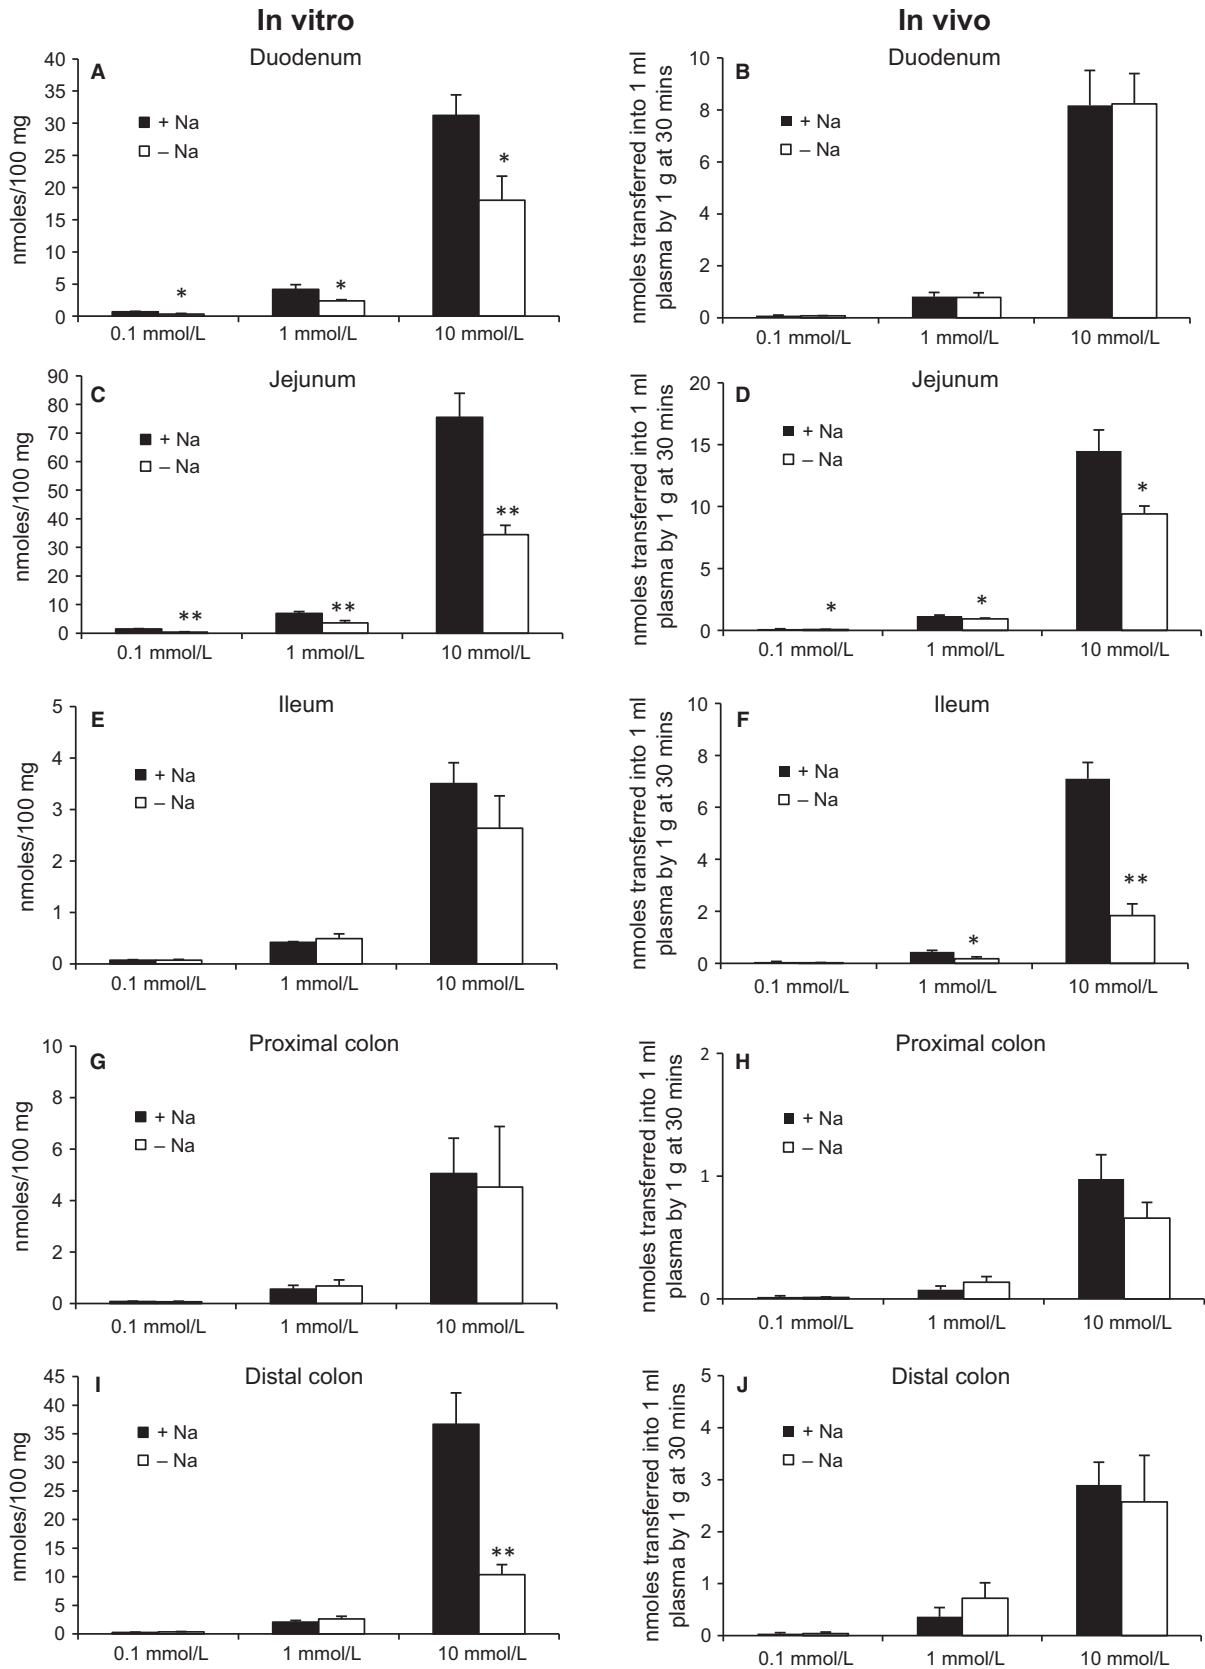 In vitro
In vivo
Duodenum
A
nmoles/100 mg
40
35
30
25
20
15
10
5
0
+ Na
– Na
*
*
*
0.1 mmol/L
1 mmol/L
10 mmol/L
Duodenum
B
nmoles transferred into 1 ml
plasma by 1 g at 30 mins
10
8
6
4
2
0
+ Na
– Na
0.1 mmol/L
1 mmol/L
10 mmol/L
Jejunum
C
nmoles/100 mg
90
80
70
60
50
40
30
20
10
0
+ Na
– Na
**
**
**
0.1 mmol/L
1 mmol/L
10 mmol/L
Jejunum
D
nmoles transferred into 1 ml
plasma by 1 g at 30 mins
20
15
10
5
0
+ Na
– Na
*
*
*
0.1 mmol/L
1 mmol/L
10 mmol/L
Ileum
E
nmoles/100 mg
5
4
3
2
1
0
+ Na
– Na
0.1 mmol/L
1 mmol/L
10 mmol/L
Ileum
F
nmoles transferred into 1 ml
plasma by 1 g at 30 mins
10
8
6
4
2
0
+ Na
– Na
*
**
0.1 mmol/L
1 mmol/L
10 mmol/L
Proximal colon
G
nmoles/100 mg
10
8
6
4
2
0
+ Na
– Na
0.1 mmol/L
1 mmol/L
10 mmol/L
Proximal colon
H
nmoles transferred into 1 ml
plasma by 1 g at 30 mins
2
1
0
+ Na
– Na
0.1 mmol/L
1 mmol/L
10 mmol/L
Distal colon
I
nmoles/100 mg
45
40
35
30
25
20
15
10
5
0
+ Na
– Na
**
0.1 mmol/L
1 mmol/L
10 mmol/L
Distal colon
J
nmoles transferred into 1 ml
plasma by 1 g at 30 mins
5
4
3
2
1
0
+ Na
– Na
0.1 mmol/L
1 mmol/L
10 mmol/L